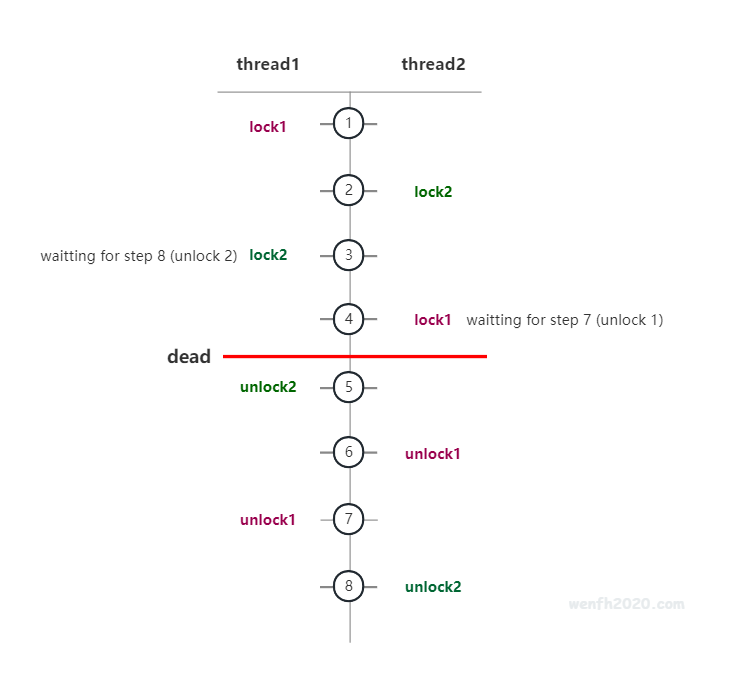 thread1 thread2
lock1 1
2 lock2
waitting for step 8 (unlock 2) lock2 3
4 lock1 waitting for step 7 (unlock 1)
dead
unlock2 5
6 unlock1
unlock1 7
8 unlock2
wenfh2020.com